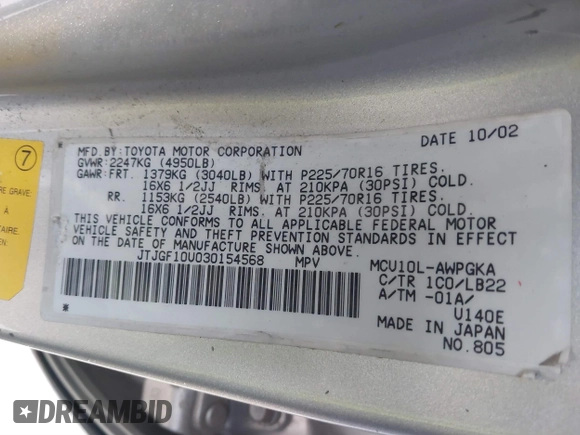 7
RE GRAVE:
À
TAIRE.
MFD.BY:TOYOTA MOTOR CORPORATION DATE 10/02
GVWR:2247KG (4950LB)
GAWR:FRT. 1379KG (3040LB) WITH P225/70R16 TIRES.
16X6 1/2JJ RIMS. AT 210KPA (30PSI) COLD.
RR. 1153KG (2540LB) WITH P225/70R16 TIRES.
16X6 1/2JJ RIMS. AT 210KPA (30PSI) COLD.
THIS VEHICLE CONFORMS TO ALL APPLICABLE FEDERAL MOTOR
VEHICLE SAFETY AND THEFT PREVENTION STANDARDS IN EFFECT
ON THE DATE OF MANUFACTURE SHOWN ABOVE.
JTJGF10U030154568 MPV MCU10L-AWPGKA
C/TR 1C0/LB22
A/TM -01A/
U140E
MADE IN JAPAN
NO.805
* *
DREAMBID